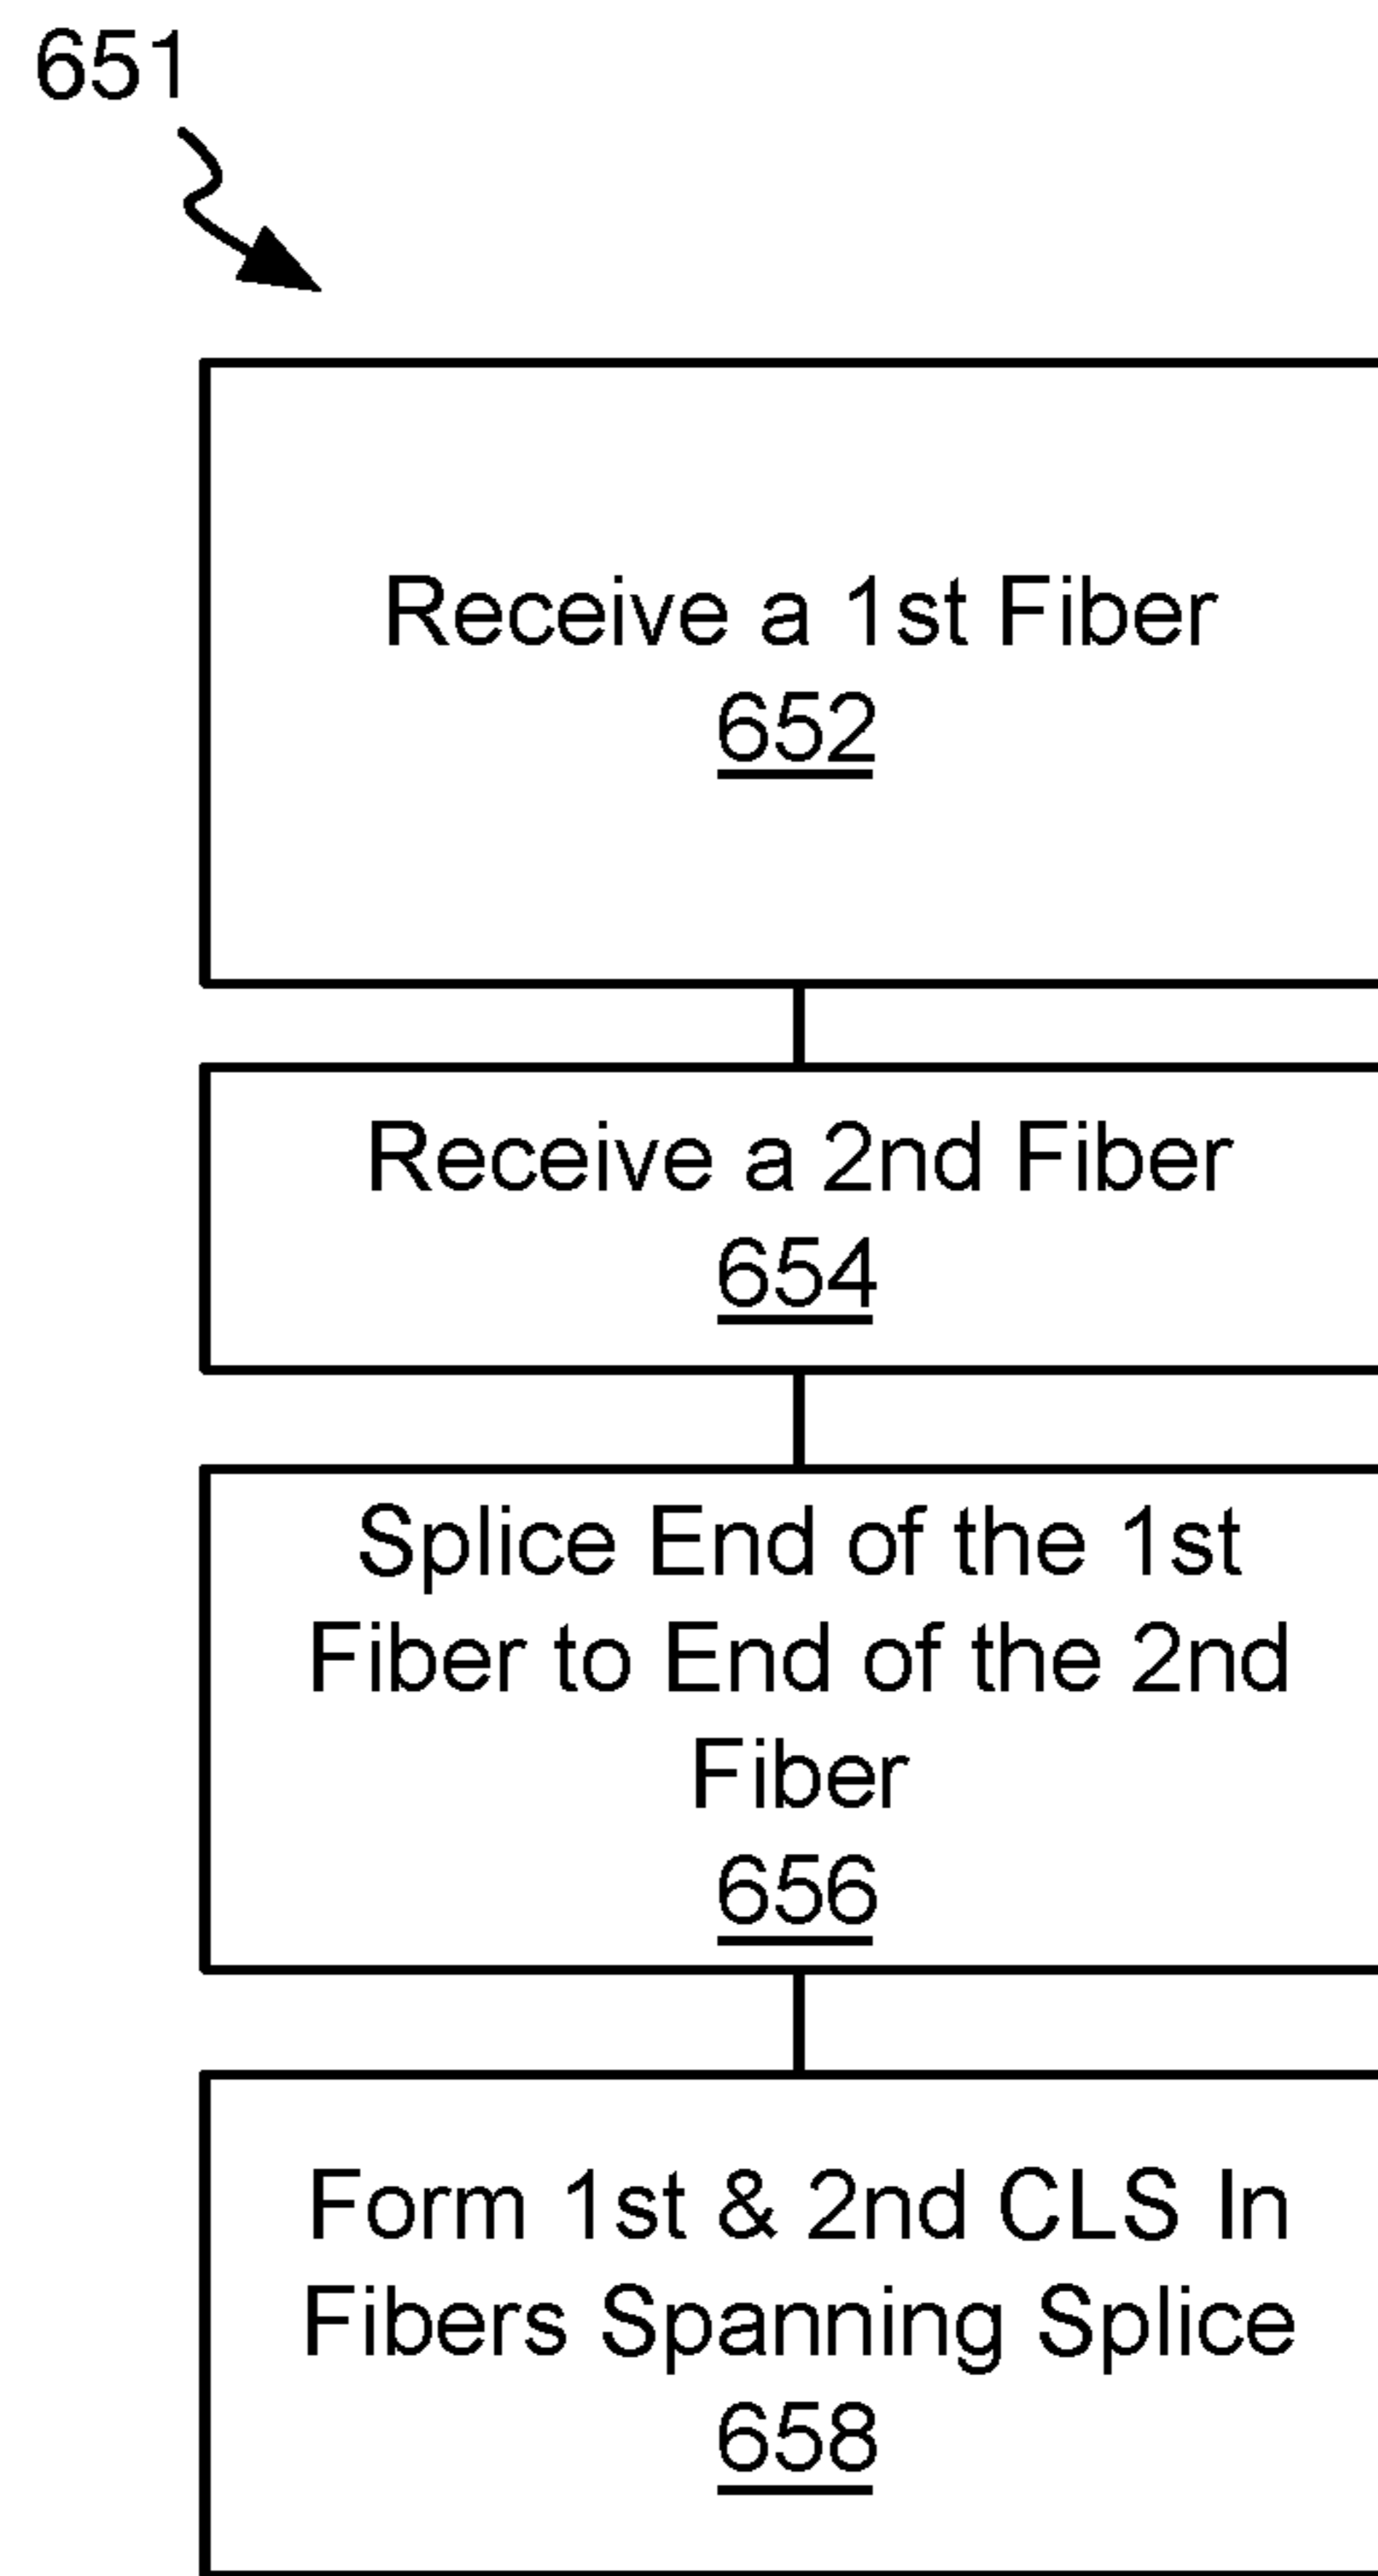 651
Receive a 1st Fiber
652
Receive a 2nd Fiber
654
Splice End of the 1st
Fiber to End of the 2nd
Fiber
656
Form 1st & 2nd CLS In
Fibers Spanning Splice
658